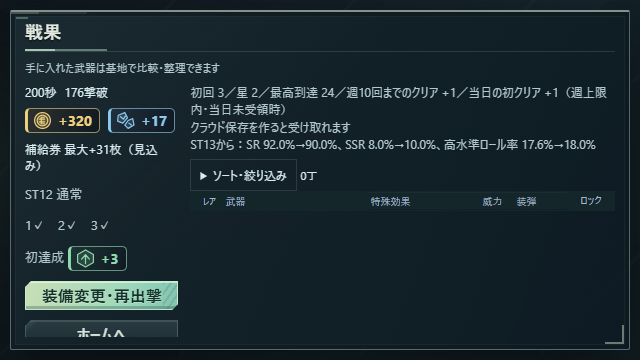 戦果
手に入れた武器は基地で比較・整理できます
200秒 176撃破
+320 +17
補給券 最大+31枚（見込み）
ST12 通常
1✓ 2✓ 3✓
初達成 +3
装備変更・再出撃
ホームへ
初回 3／星 2／最高到達 24／週10回までのクリア +1／当日の初クリア +1（週上限内・当日未受領時）
クラウド保存を作ると受け取れます
ST13から：SR 92.0%→90.0%、SSR 8.0%→10.0%、高水準ロール率 17.6%→18.0%
▶ ソート・絞り込み 0丁
レア 武器 特殊効果 威力 装弾 ロック